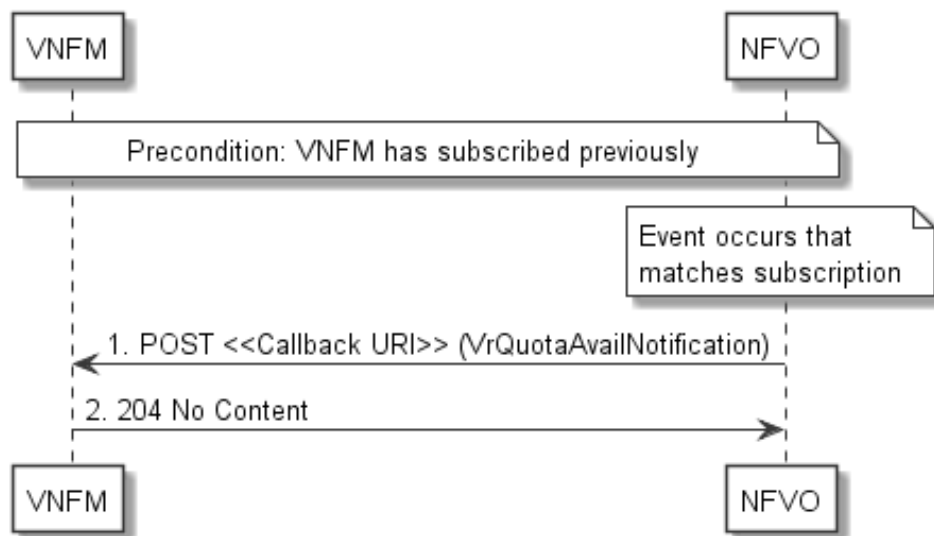 VNFM
NFVO
Precondition: VNFM has subscribed previously
Event occurs that
matches subscription
1. POST <<Callback URI>> (VrQuotaAvailNotification)
2. 204 No Content
VNFM
NFVO